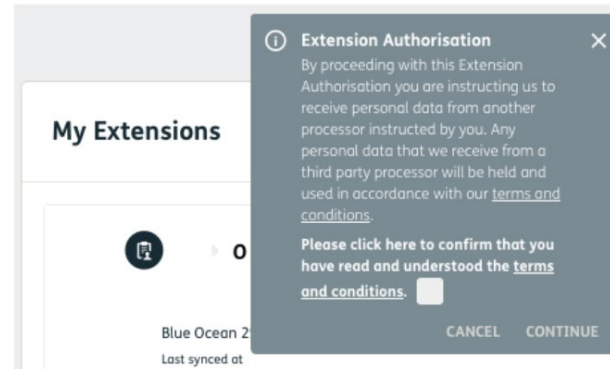 Extension Authorisation
By proceeding with this Extension
Authorisation you are instructing us to
receive personal data from another
processor instructed by you. Any
personal data that we receive from a
third party processor will be held and
used in accordance with our terms and
conditions.
Please click here to confirm that you
have read and understood the terms
and conditions.
CANCEL CONTINUE
My Extensions
O
Blue Ocean 2
Last synced at